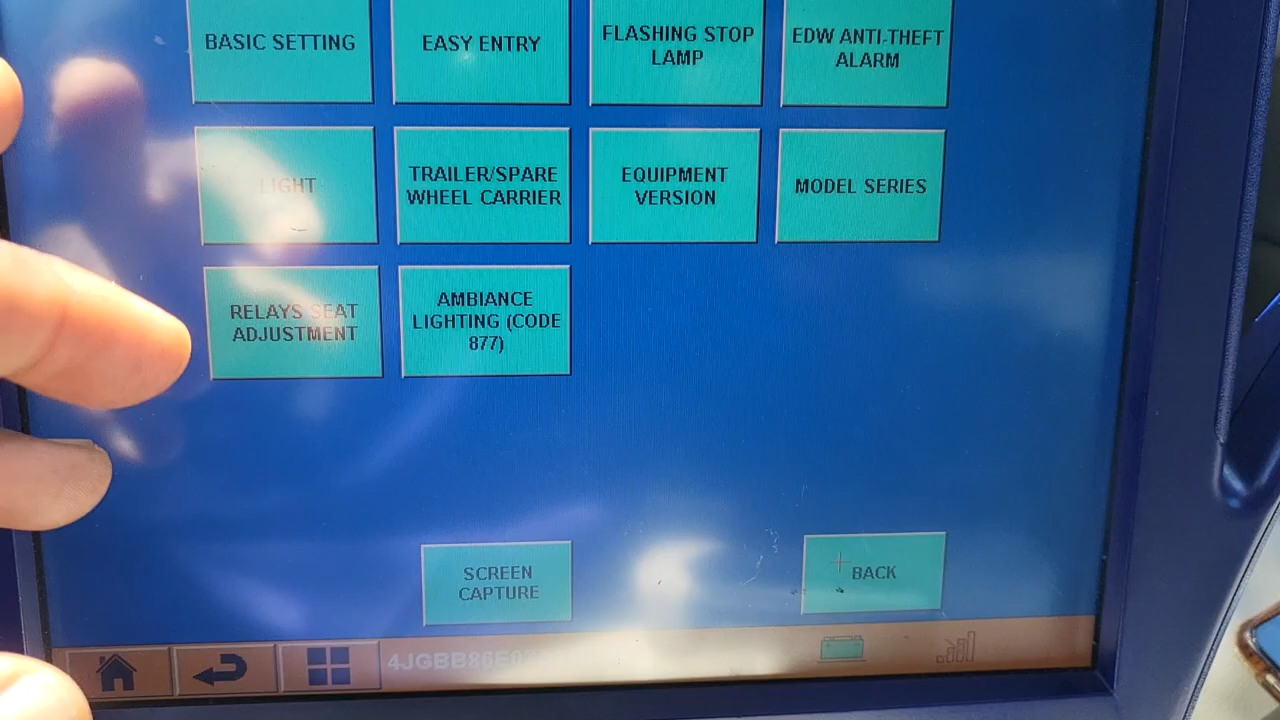 BASIC SETTING
EASY ENTRY
FLASHING STOP
LAMP
EDW ANTI-THEFT
ALARM
LIGHT
TRAILER/SPARE
WHEEL CARRIER
EQUIPMENT
VERSION
MODEL SERIES
RELAYS SEAT
ADJUSTMENT
AMBIANCE
LIGHTING (CODE
877)
SCREEN
CAPTURE
BACK